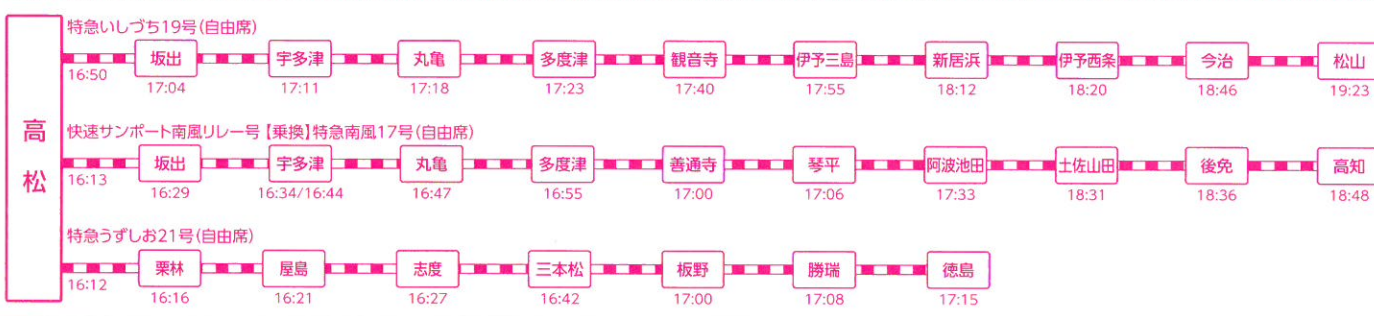 高松
特急いしづち19号(自由席)
坂出 宇多津 丸亀 多度津 観音寺 伊予三島 新居浜 伊予西条 今治 松山
16:50 17:04 17:11 17:18 17:23 17:40 17:55 18:12 18:20 18:46 19:23
快速サンポート南風リレー号【乗換】特急南風17号(自由席)
坂出 宇多津 丸亀 多度津 善通寺 琴平 阿波池田 土佐山田 後免 高知
16:13 16:29 16:34/16:44 16:47 16:55 17:00 17:06 17:33 18:31 18:36 18:48
特急うずしお21号(自由席)
栗林 屋島 志度 三本松 板野 勝瑞 徳島
16:12 16:16 16:21 16:27 16:42 17:00 17:08 17:15